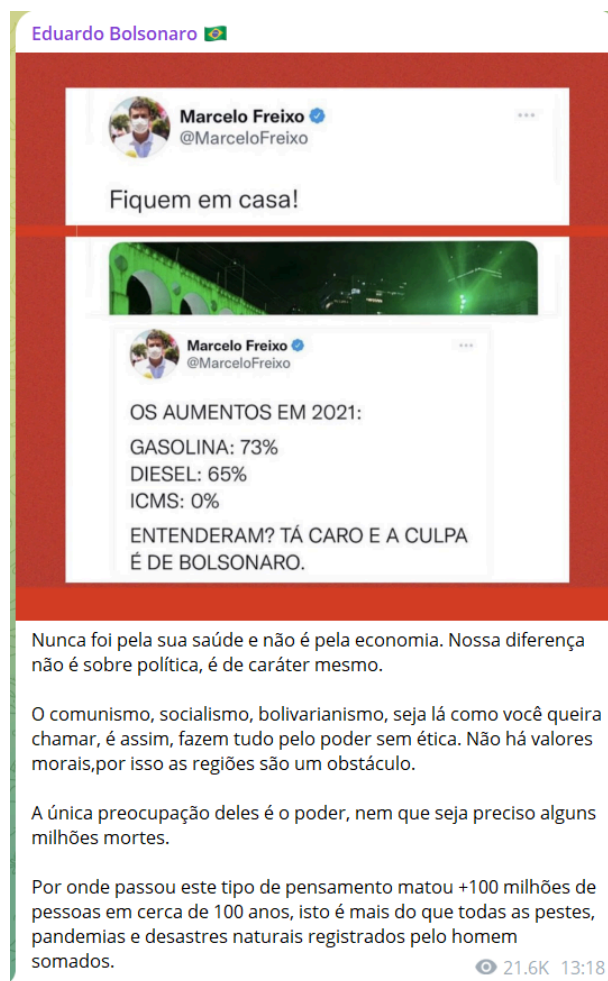 Eduardo Bolsonaro 🇧🇷
Marcelo Freixo
@MarceloFreixo
Fiquem em casa!
Marcelo Freixo
@MarceloFreixo
OS AUMENTOS EM 2021:
GASOLINA: 73%
DIESEL: 65%
ICMS: 0%
ENTENDERAM? TÁ CARO E A CULPA
É DE BOLSONARO.
Nunca foi pela sua saúde e não é pela economia. Nossa diferença
não é sobre política, é de caráter mesmo.
O comunismo, socialismo, bolivarianismo, seja lá como você queira
chamar, é assim, fazem tudo pelo poder sem ética. Não há valores
morais,por isso as regiões são um obstáculo.
A única preocupação deles é o poder, nem que seja preciso alguns
milhões mortes.
Por onde passou este tipo de pensamento matou +100 milhões de
pessoas em cerca de 100 anos, isto é mais do que todas as pestes,
pandemias e desastres naturais registrados pelo homem
somados.
21.6K 13:18